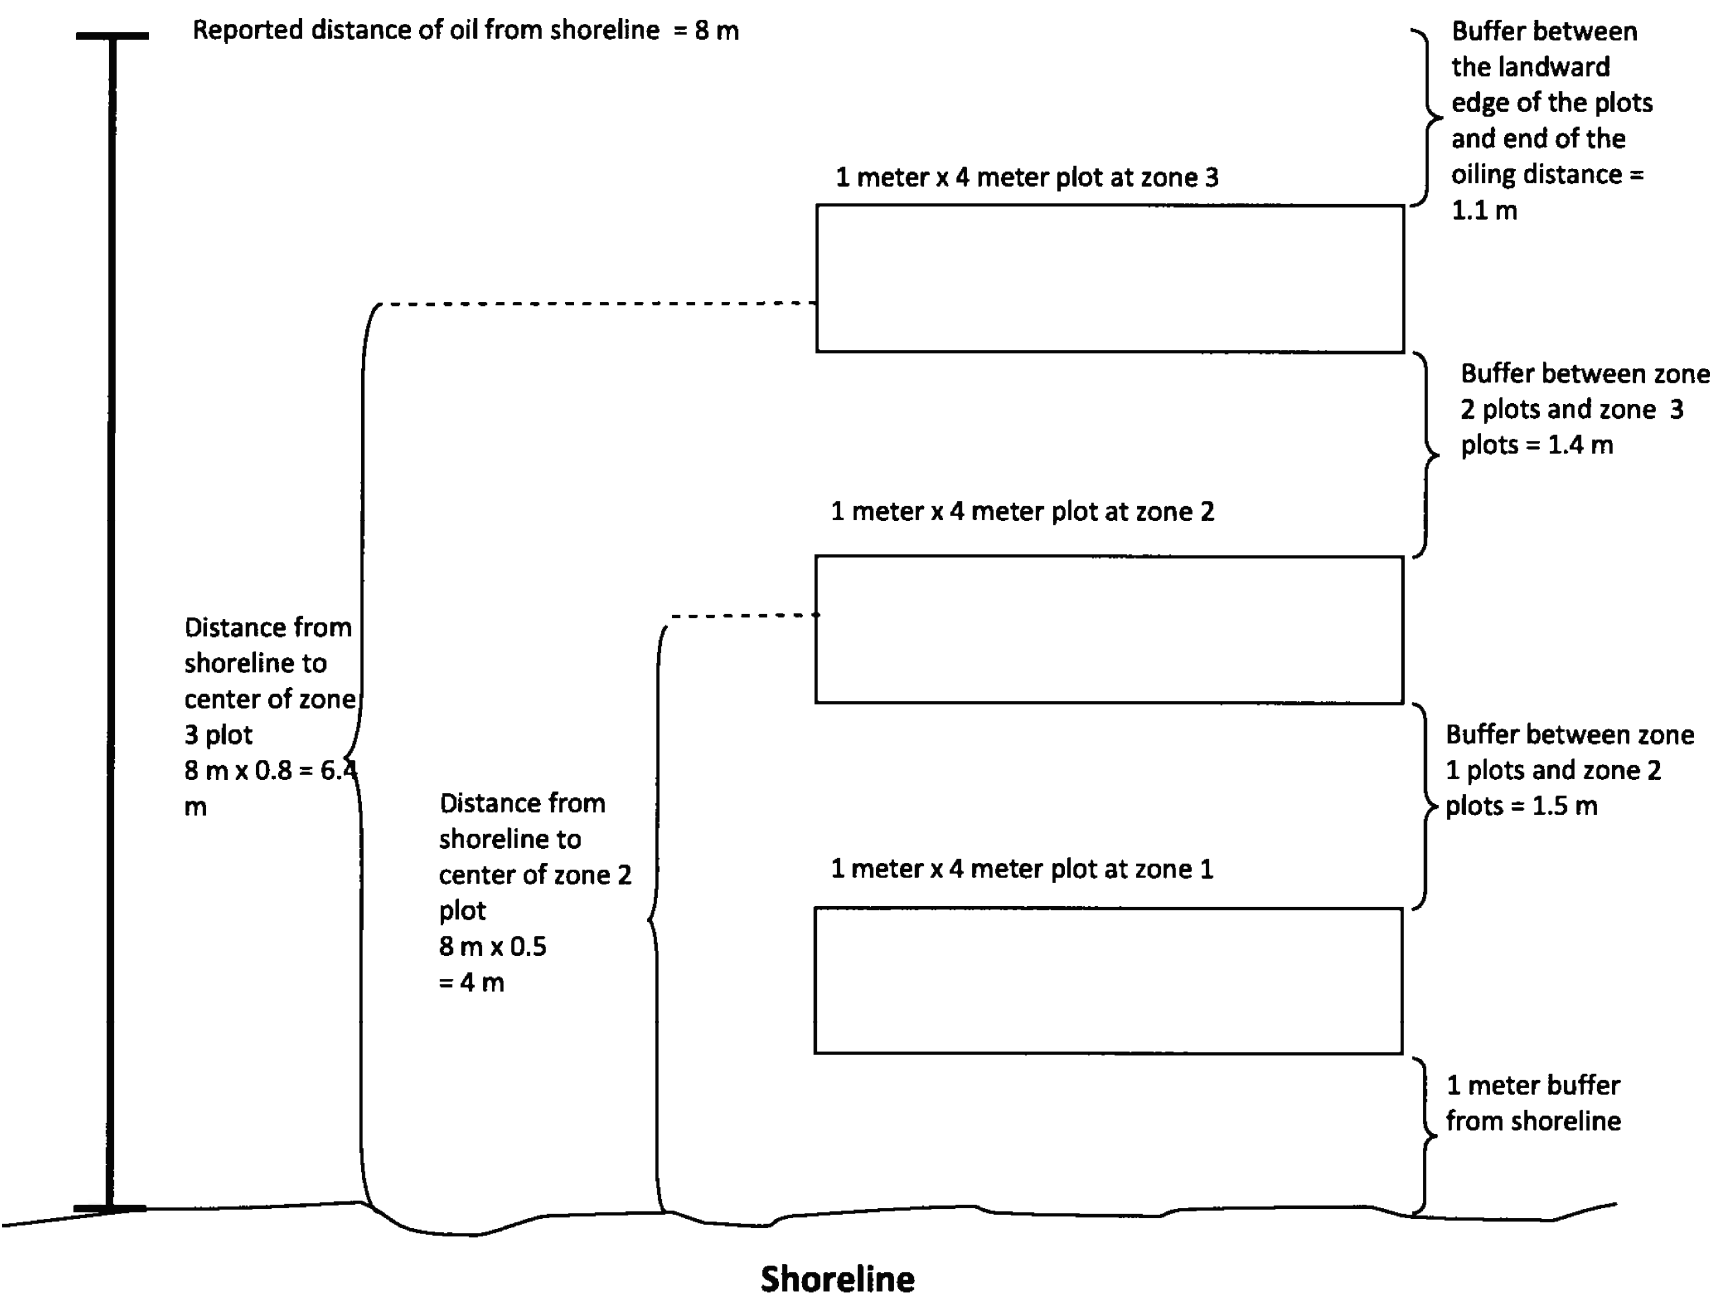 Reported distance of oil from shoreline = 8 m
Buffer between
the landward
edge of the plots
and end of the
oiling distance =
1.1 m
1 meter x 4 meter plot at zone 3
Buffer between zone
2 plots and zone 3
plots = 1.4 m
1 meter x 4 meter plot at zone 2
Distance from
shoreline to
center of zone
3 plot
8 m x 0.8 = 6.4
m
Buffer between zone
1 plots and zone 2
plots = 1.5 m
Distance from
shoreline to
center of zone 2
plot
8 m x 0.5
= 4 m
1 meter x 4 meter plot at zone 1
1 meter buffer
from shoreline
Shoreline